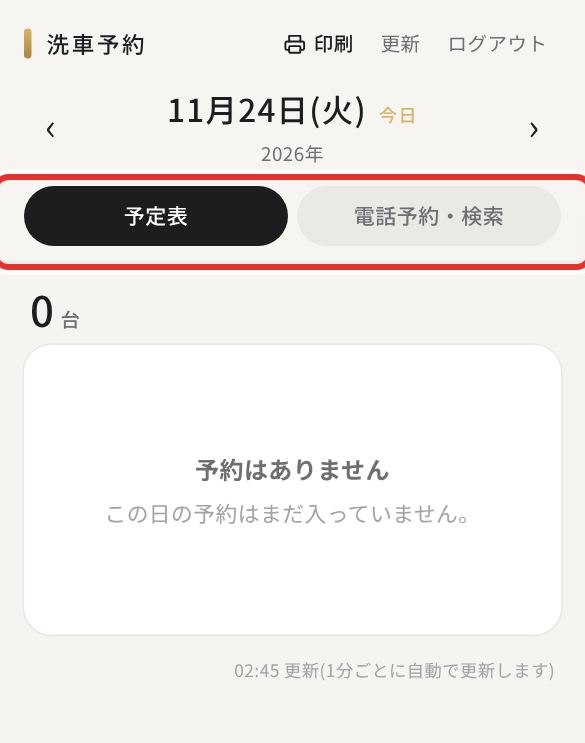 洗車予約 印刷 更新 ログアウト
11月24日(火) 今日
2026年
予定表 電話予約・検索
0 台
予約はありません
この日の予約はまだ入っていません。
02:45 更新(1分ごとに自動で更新します)